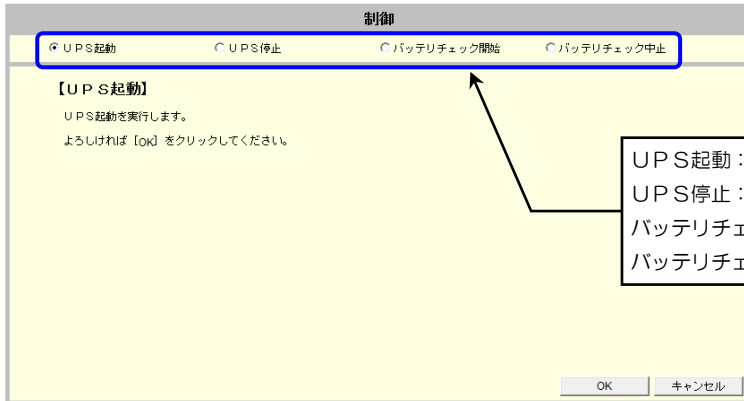 制御
ＵＰＳ起動 ＵＰＳ停止 バッテリチェック開始 バッテリチェック中止
【ＵＰＳ起動】
ＵＰＳ起動を実行します。
よろしければ［OK］をクリックしてください。
ＵＰＳ起動：
ＵＰＳ停止：
バッテリチェ
バッテリチェ
OK キャンセル